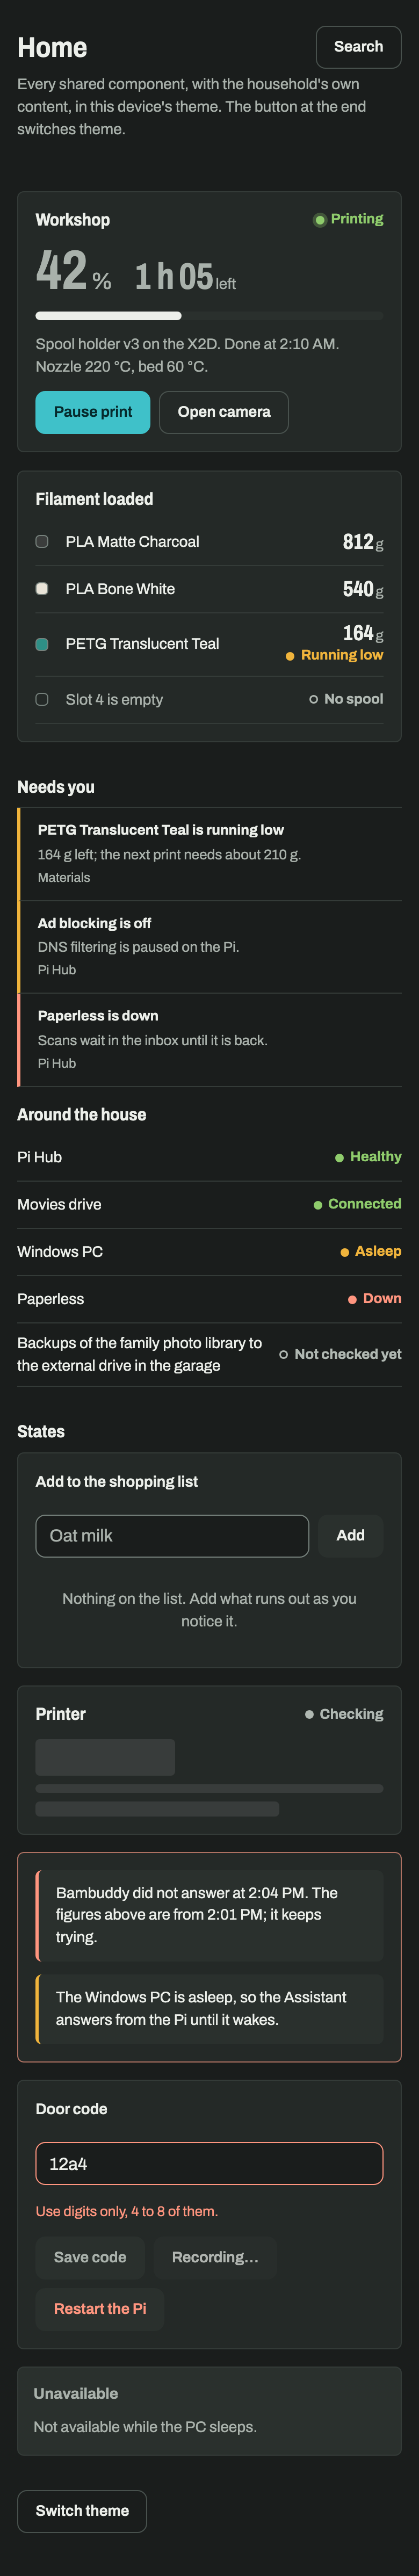 Home
Search
Every shared component, with the household's own
content, in this device's theme. The button at the end
switches theme.
Workshop
Printing
42 % 1 h 05 left
Spool holder v3 on the X2D. Done at 2:10 AM.
Nozzle 220 °C, bed 60 °C.
Pause print
Open camera
Filament loaded
PLA Matte Charcoal
812 g
PLA Bone White
540 g
PETG Translucent Teal
164 g
Running low
Slot 4 is empty
No spool
Needs you
PETG Translucent Teal is running low
164 g left; the next print needs about 210 g.
Materials
Ad blocking is off
DNS filtering is paused on the Pi.
Pi Hub
Paperless is down
Scans wait in the inbox until it is back.
Pi Hub
Around the house
Pi Hub
Healthy
Movies drive
Connected
Windows PC
Asleep
Paperless
Down
Backups of the family photo library to
the external drive in the garage
Not checked yet
States
Add to the shopping list
Oat milk
Add
Nothing on the list. Add what runs out as you
notice it.
Printer
Checking
Bambuddy did not answer at 2:04 PM. The
figures above are from 2:01 PM; it keeps
trying.
The Windows PC is asleep, so the Assistant
answers from the Pi until it wakes.
Door code
12a4
Use digits only, 4 to 8 of them.
Save code
Recording...
Restart the Pi
Unavailable
Not available while the PC sleeps.
Switch theme